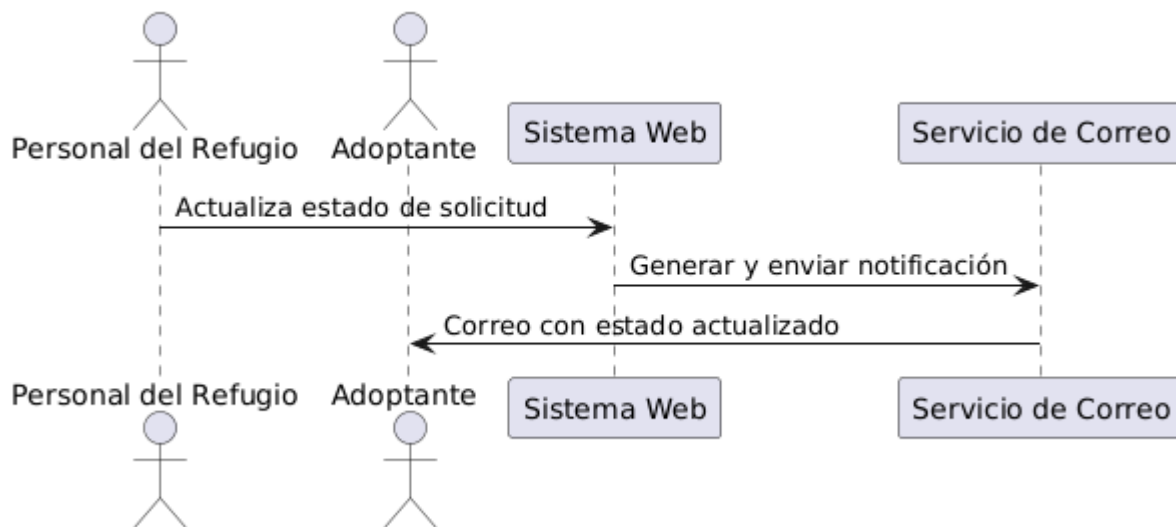 Personal del Refugio
Adoptante
Sistema Web
Servicio de Correo
Actualiza estado de solicitud
Generar y enviar notificación
Correo con estado actualizado
Personal del Refugio
Adoptante
Sistema Web
Servicio de Correo